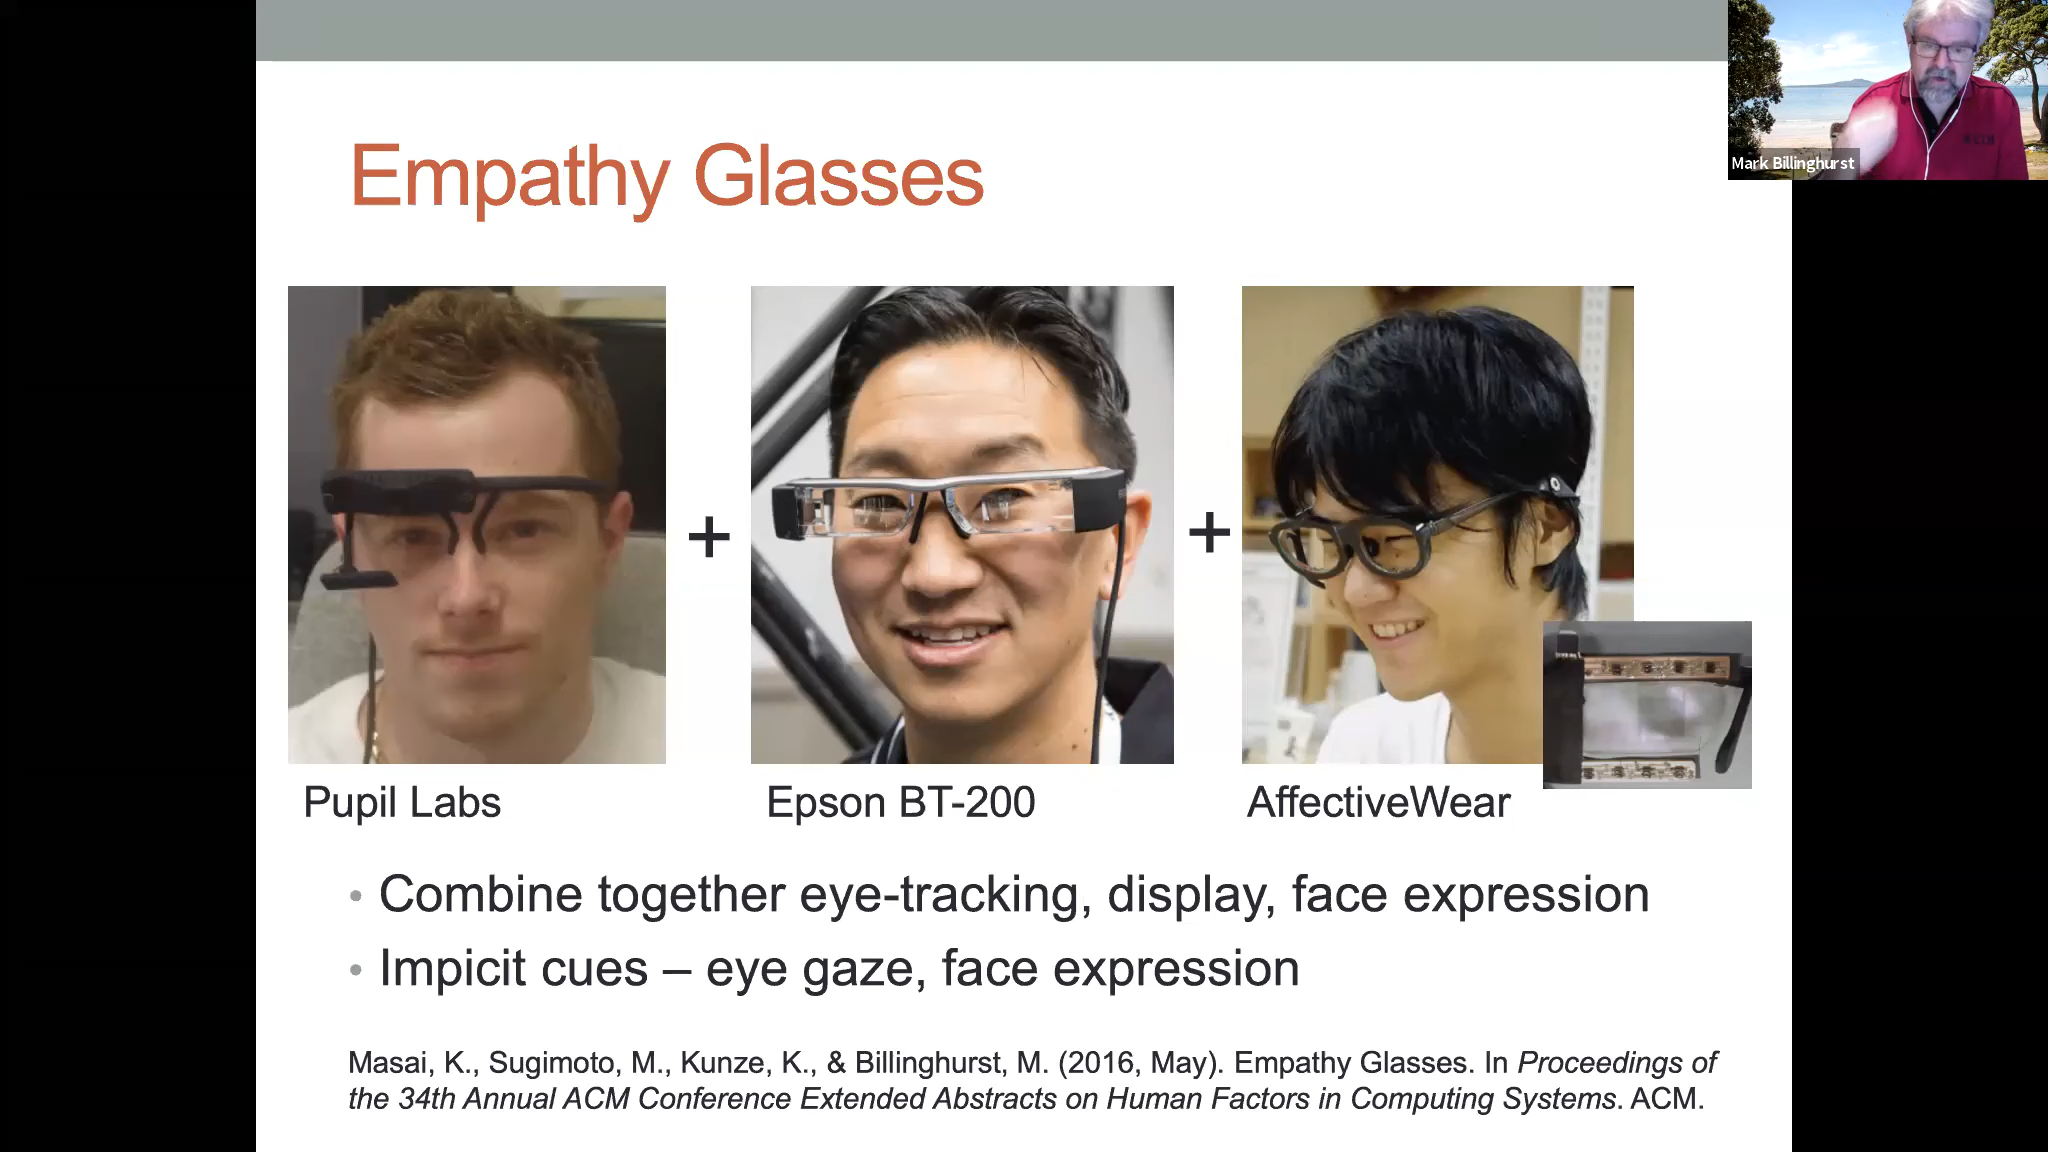 Mark Billinghurst
Empathy Glasses
+
+
Pupil Labs
Epson BT-200
AffectiveWear
• Combine together eye-tracking, display, face expression
• Impicit cues – eye gaze, face expression
Masai, K., Sugimoto, M., Kunze, K., & Billinghurst, M. (2016, May). Empathy Glasses. In Proceedings of
the 34th Annual ACM Conference Extended Abstracts on Human Factors in Computing Systems. ACM.